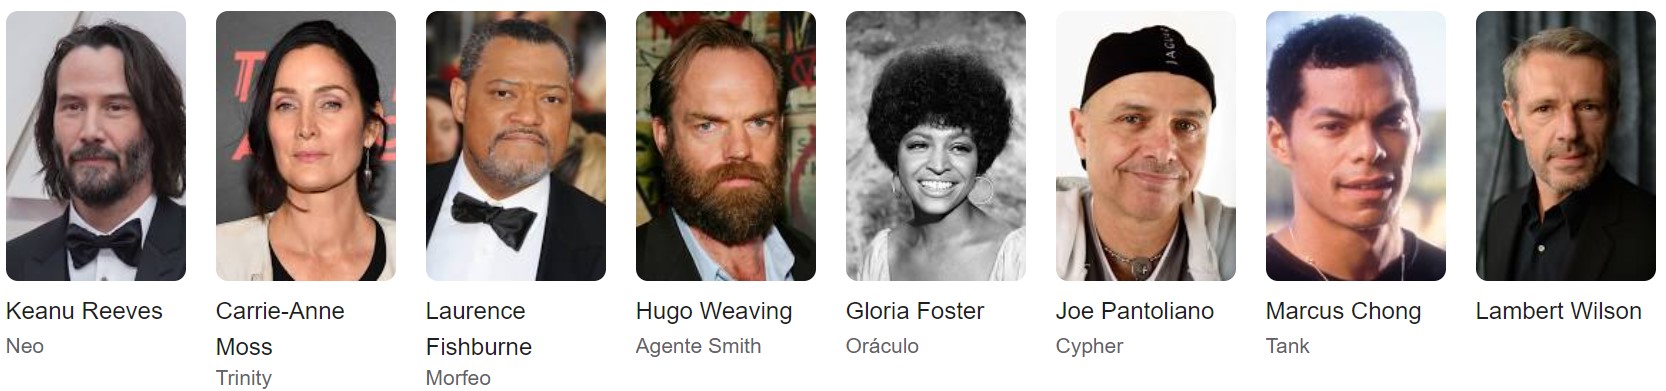 Keanu Reeves
Neo
Carrie-Anne
Moss
Trinity
Laurence
Fishburne
Morfeo
Hugo Weaving
Agente Smith
Gloria Foster
Oráculo
JAGUZ
Joe Pantoliano
Cypher
Marcus Chong
Tank
Lambert Wilson